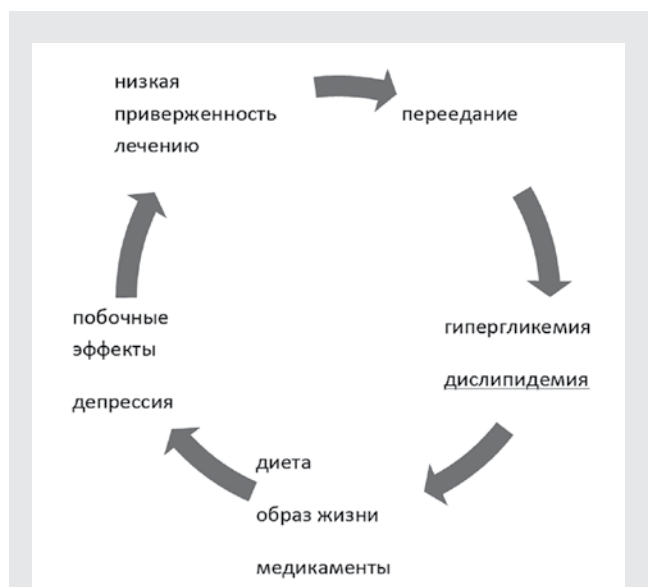 низкая
приверженность
лечению
переедание
гипергликемия
дислипидемия
диета
образ жизни
медикаменты
побочные
эффекты
депрессия